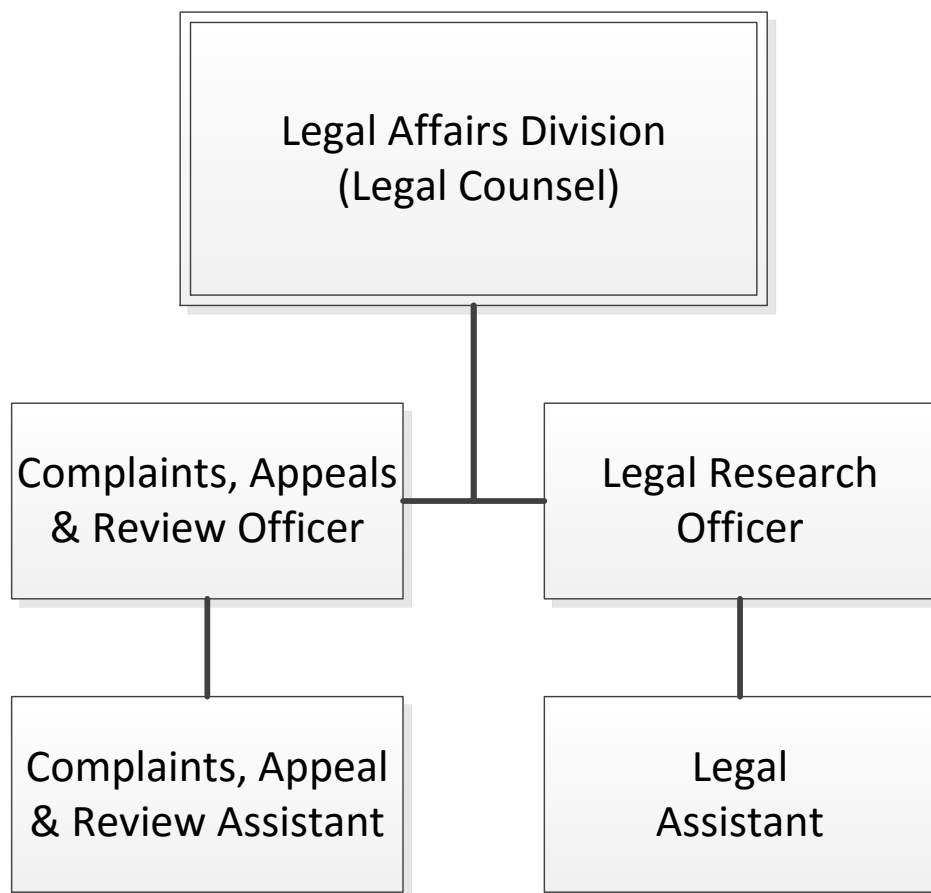 Legal Affairs Division
(Legal Counsel)
Complaints, Appeals
& Review Officer
Legal Research
Officer
Complaints, Appeal
& Review Assistant
Legal
Assistant